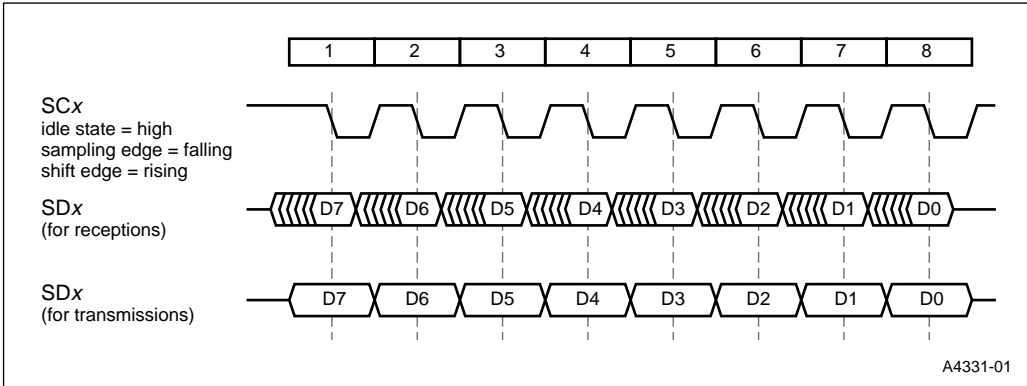 1 2 3 4 5 6 7 8
SCx
idle state = high
sampling edge = falling
shift edge = rising
SDx
(for receptions)
D7 D6 D5 D4 D3 D2 D1 D0
SDx
(for transmissions)
D7 D6 D5 D4 D3 D2 D1 D0
A4331-01